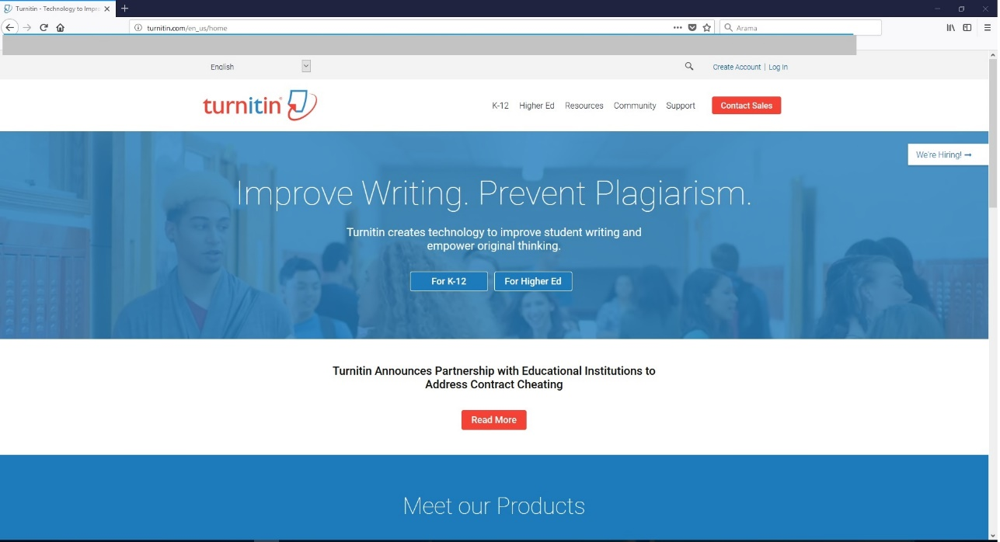 Turnitin - Technology to Impr
turnitin.com/en_us/home
Arama
English
Create Account | Log In
turnitin
K-12 Higher Ed Resources Community Support Contact Sales
We're Hiring!
Improve Writing. Prevent Plagiarism.
Turnitin creates technology to improve student writing and
empower original thinking.
For K-12 For Higher Ed
Turnitin Announces Partnership with Educational Institutions to
Address Contract Cheating
Read More
Meet our Products